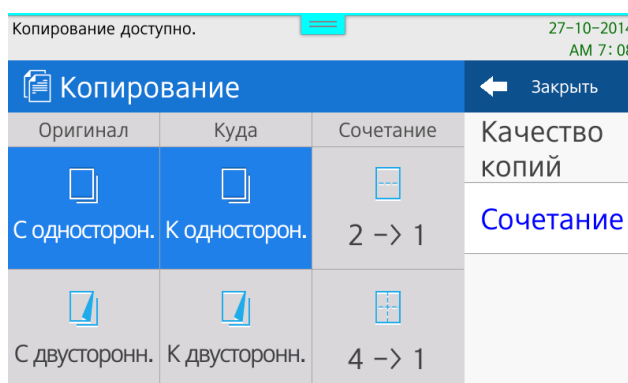 Копирование доступно.
27-10-2014
AM 7: 08
Копирование
Закрыть
Оригинал Куда Сочетание
Качество
копий
С односторон. К односторон. 2 -> 1
Сочетание
С двусторонн. К двусторонн. 4 -> 1